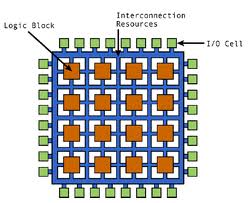 Interconnection
Resources
Logic Block
I/O Cell